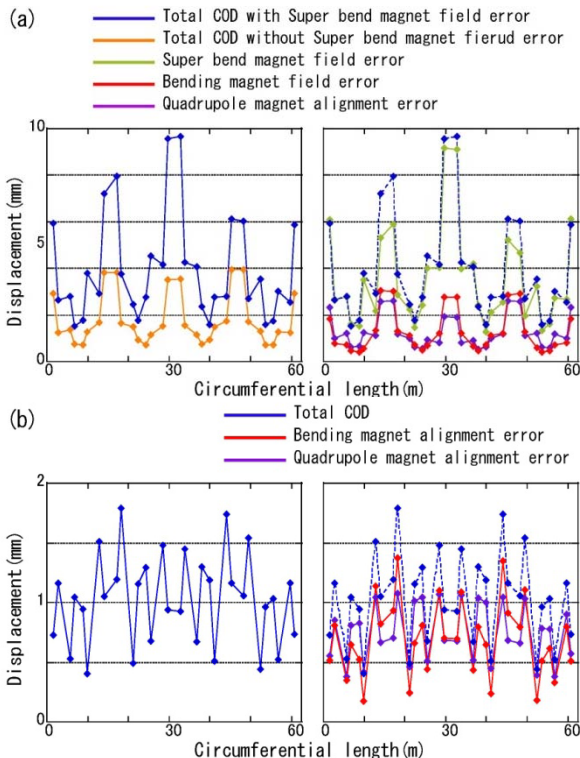 (a)
Total COD with Super bend magnet field error
Total COD without Super bend magnet fierud error
Super bend magnet field error
Bending magnet field error
Quadrupole magnet alignment error
10
5
0
Displacement(mm)
0 30 60 0 30 60
Circumferential length(m)
(b)
Total COD
Bending magnet alignment error
Quadrupole magnet alignment error
2
1
0
Displacement(mm)
0 30 60 0 30 60
Circumferential length(m)